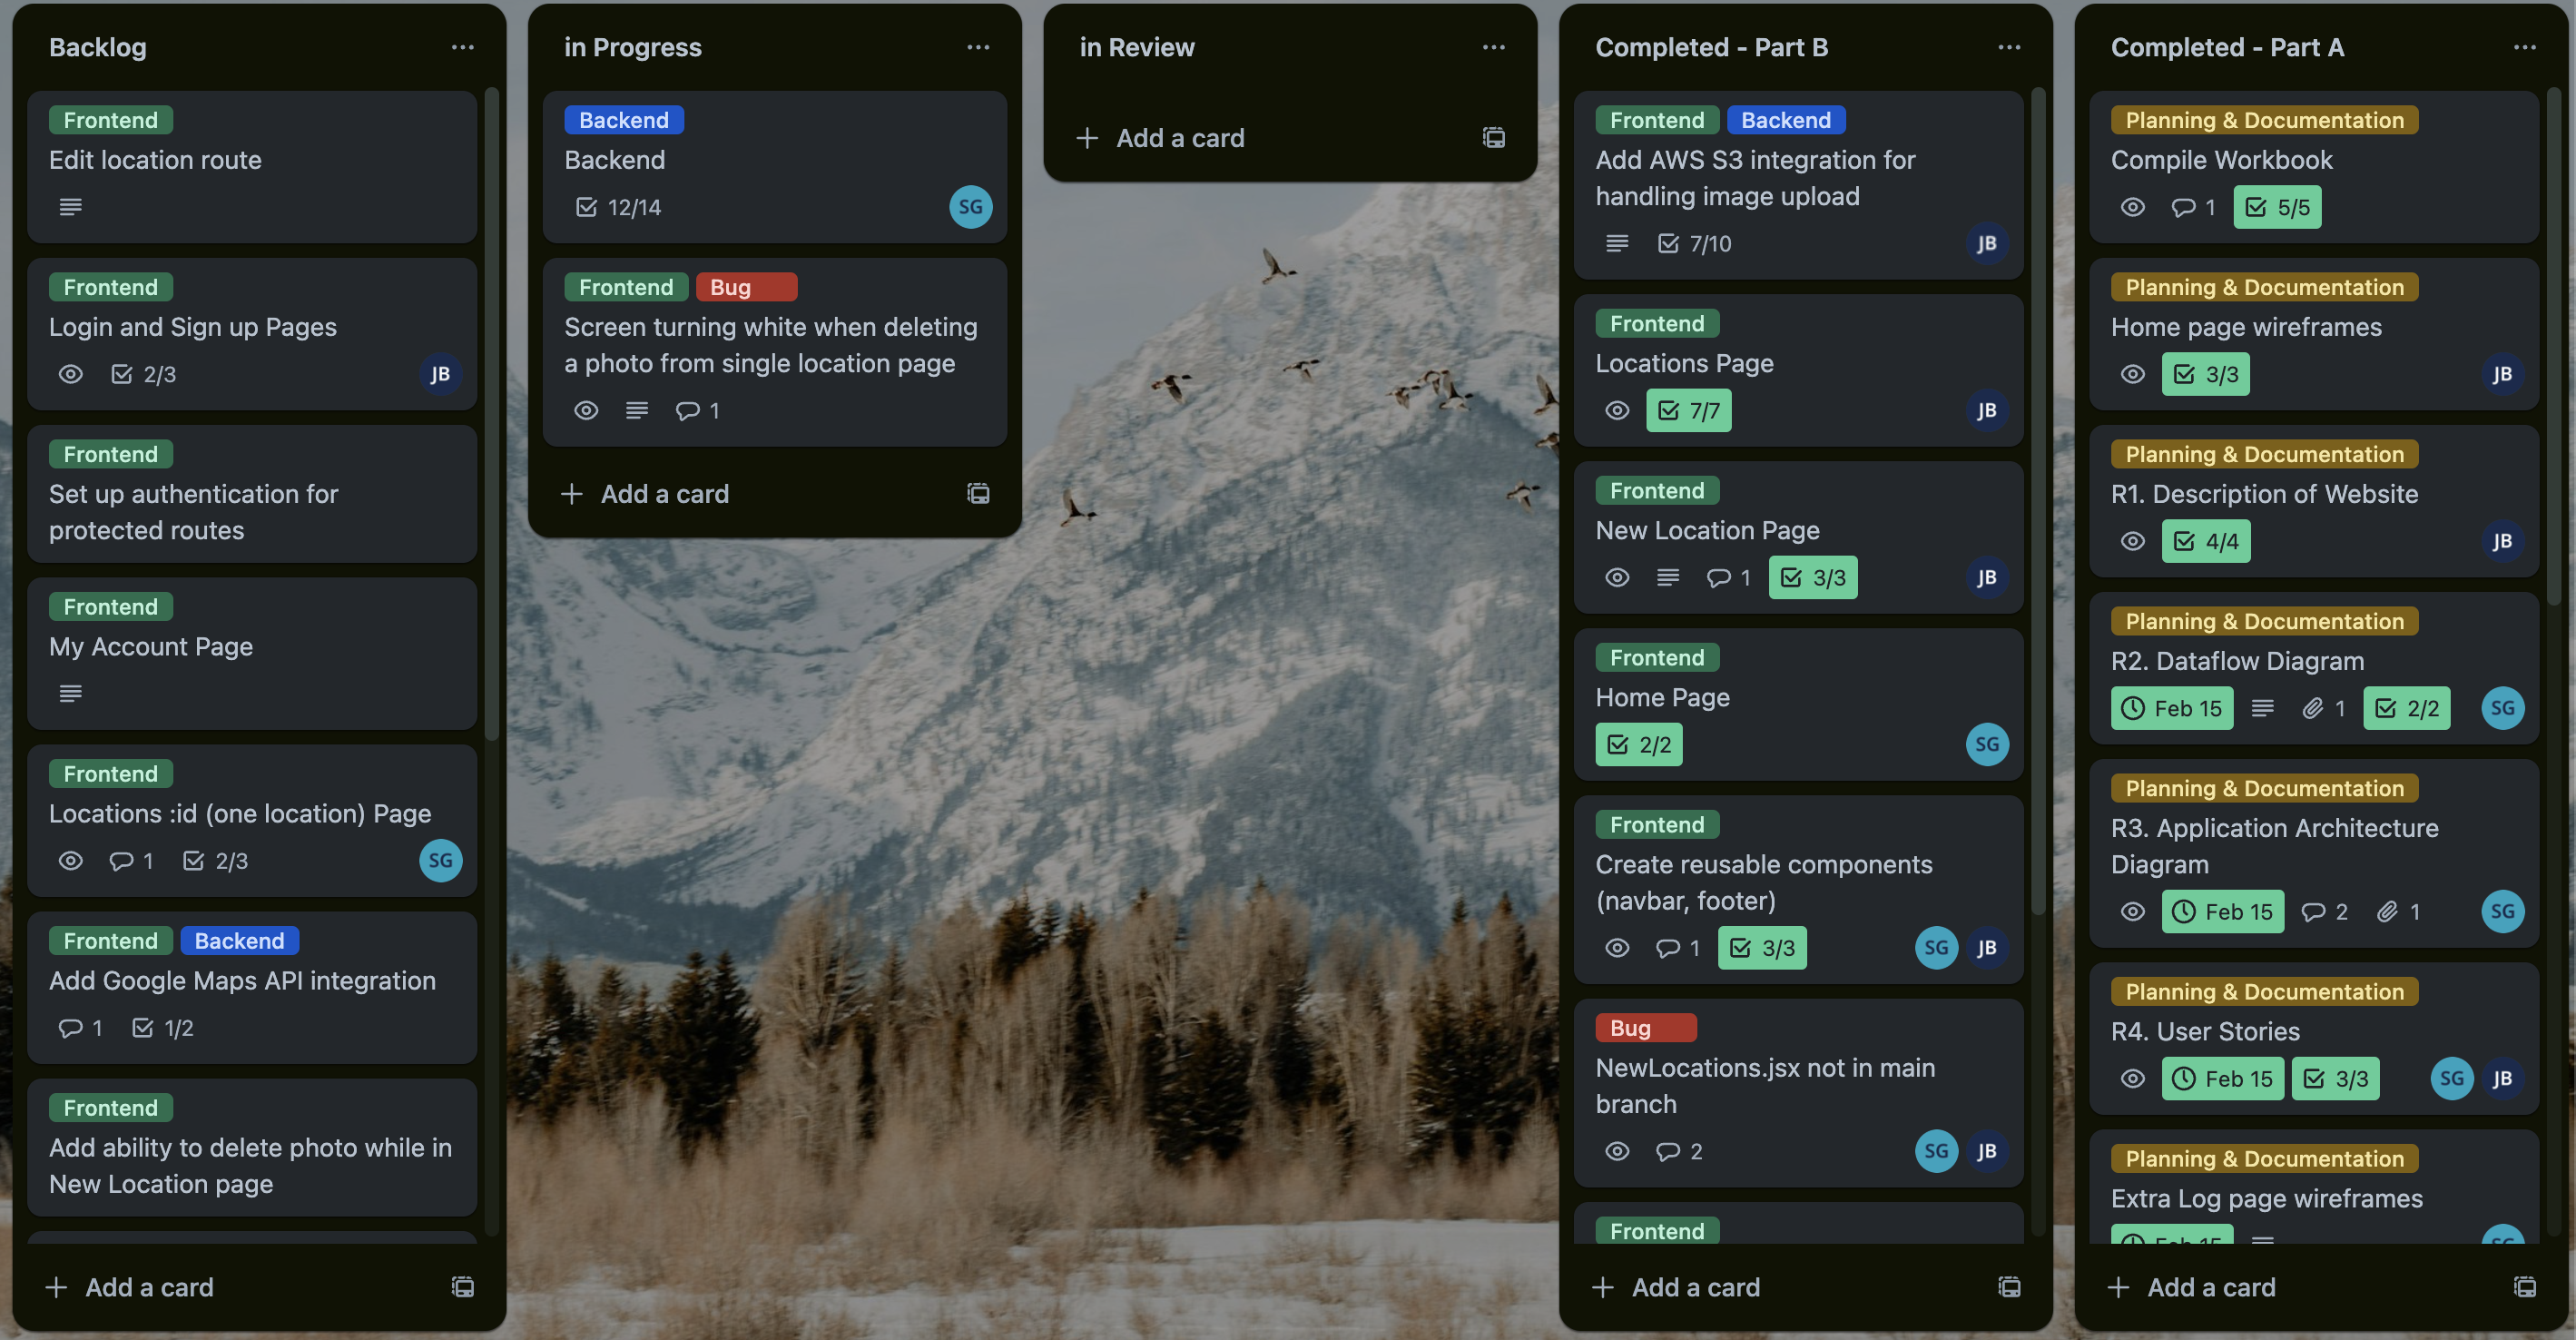 Backlog
Frontend
Edit location route
Frontend
Login and Sign up Pages
2/3
JB
Frontend
Set up authentication for
protected routes
Frontend
My Account Page
Frontend
Locations :id (one location) Page
1 2/3
SG
Frontend Backend
Add Google Maps API integration
1 1/2
Frontend
Add ability to delete photo while in
New Location page
Add a card
in Progress
Backend
Backend
12/14
SG
Frontend Bug
Screen turning white when deleting
a photo from single location page
1
Add a card
in Review
Add a card
Completed - Part B
Frontend Backend
Add AWS S3 integration for
handling image upload
7/10
JB
Frontend
Locations Page
7/7
JB
Frontend
New Location Page
1 3/3
JB
Frontend
Home Page
2/2
SG
Frontend
Create reusable components
(navbar, footer)
1 3/3
SG JB
Bug
NewLocations.jsx not in main
branch
2
SG JB
Frontend
Add a card
Completed - Part A
Planning & Documentation
Compile Workbook
1 5/5
Planning & Documentation
Home page wireframes
3/3
JB
Planning & Documentation
R1. Description of Website
4/4
JB
Planning & Documentation
R2. Dataflow Diagram
Feb 15 1 2/2
SG
Planning & Documentation
R3. Application Architecture
Diagram
Feb 15 2 1
SG
Planning & Documentation
R4. User Stories
Feb 15 3/3
SG JB
Planning & Documentation
Extra Log page wireframes
Feb 15
SG
Add a card